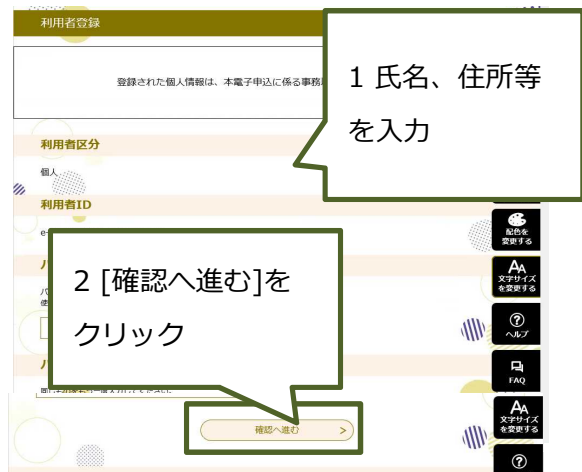 利用者登録
登録された個人情報は、本電子申込に係る事務
1 氏名、住所等
を入力
利用者区分
個人
利用者ID
e-
2 [確認へ進む]を
クリック
パ
使
配色を
変更する
文字サイズ
を変更する
ヘルプ
FAQ
確認へ進む
文字サイズ
を変更する